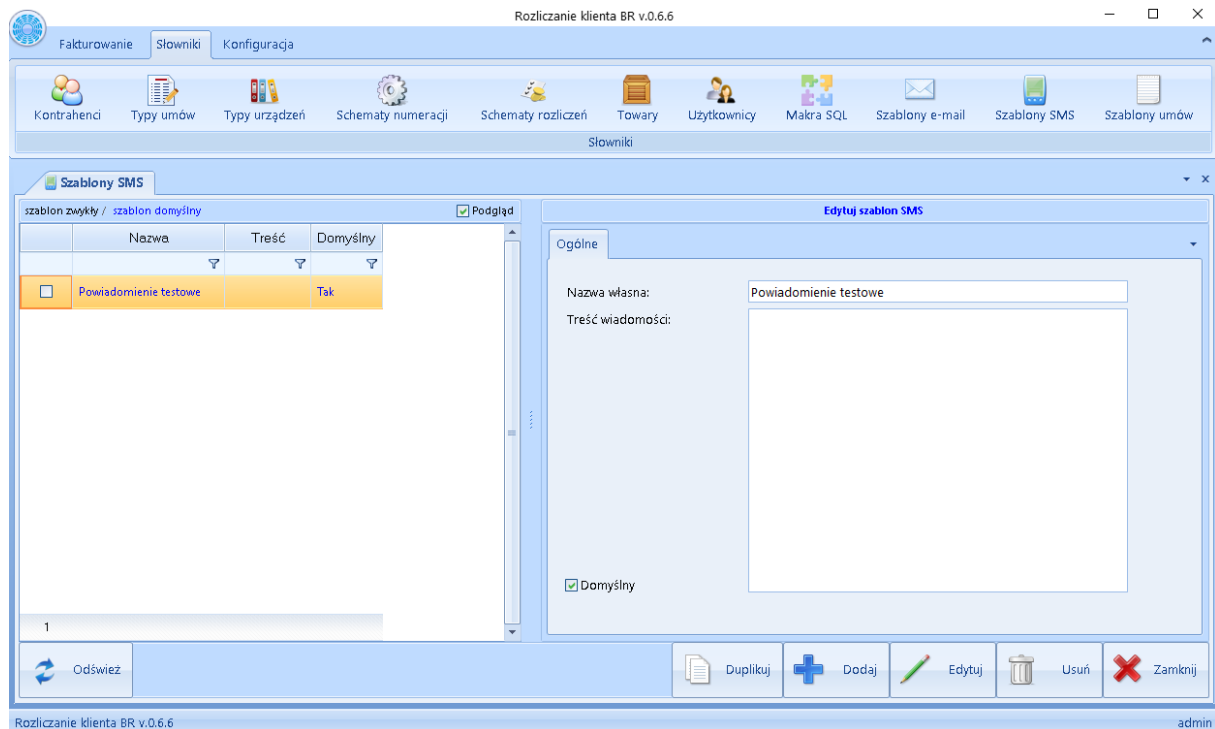 Rozliczanie klienta BR v.0.6.6
Fakturowanie Słowniki Konfiguracja
Kontrahenci Typy umów Typy urządzeń Schematy numeracji Schematy rozliczeń Towary Użytkownicy Makra SQL Szablony e-mail Szablony SMS Szablony umów
Słowniki
Szablony SMS
szablon zwykły / szablon domyślny Podgląd
Edytuj szablon SMS
Nazwa Treść Domyślny
Ogólne
Powiadomienie testowe Tak
Nazwa własna: Powiadomienie testowe
Treść wiadomości:
Domyślny
1
Odśwież Duplikuj Dodaj Edytuj Usuń Zamknij
Rozliczanie klienta BR v.0.6.6 admin